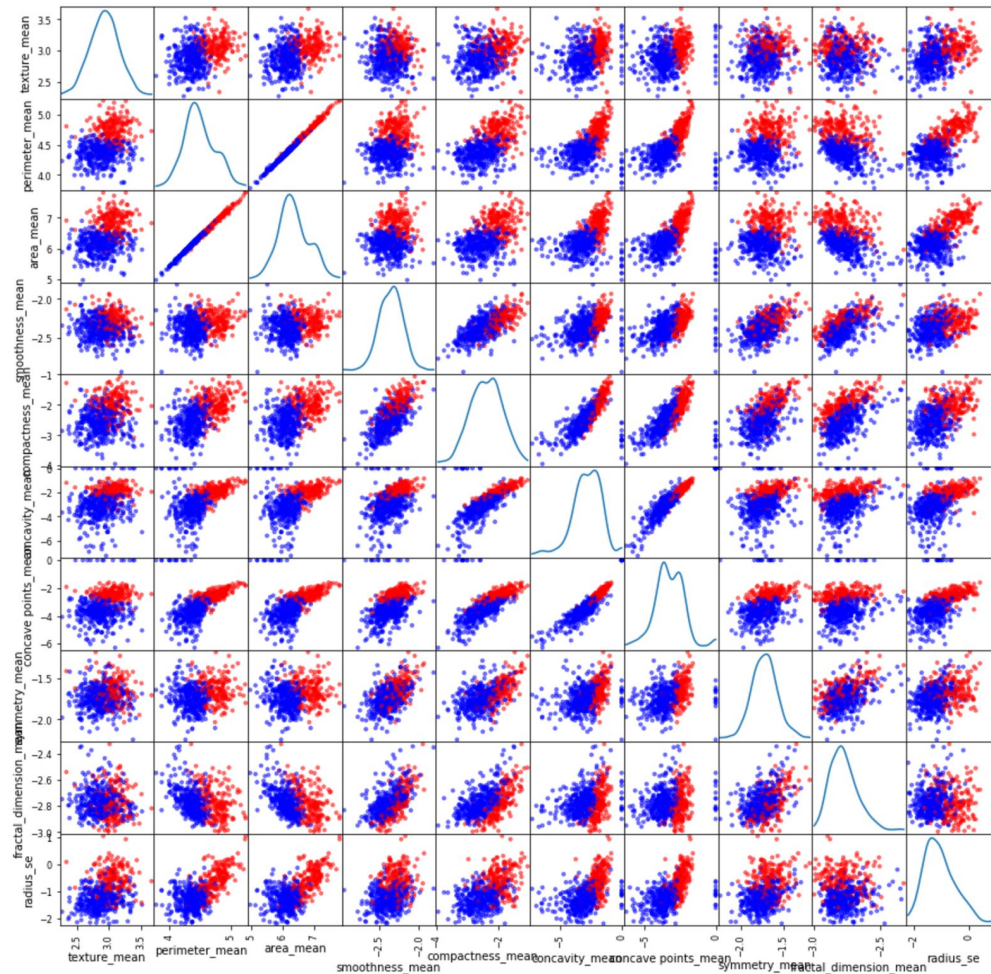 texture_mean
3.5
3.0
2.5
perimeter_mean
5.0
4.5
4.0
area_mean
7
6
5
smoothness_mean
−2.0
−2.5
compactness_mean
−1
−2
−3
−4
concavity_mean
0
−2
−4
−6
concave points_mean
0
−2
−4
−6
symmetry_mean
−1.5
−2.0
fractal_dimension_mean
−2.4
−2.6
−2.8
−3.0
radius_se
1
0
−1
−2
2.5 3.0 3.5 4 5 5 6 7 −2.5 −2.0 −4 −2 −5 0 −5 0 −2.0 −1.5 −3.0 −2.5 −2 0
texture_mean perimeter_mean area_mean smoothness_mean compactness_mean concavity_mean concave points_mean symmetry_mean fractal_dimension_mean radius_se